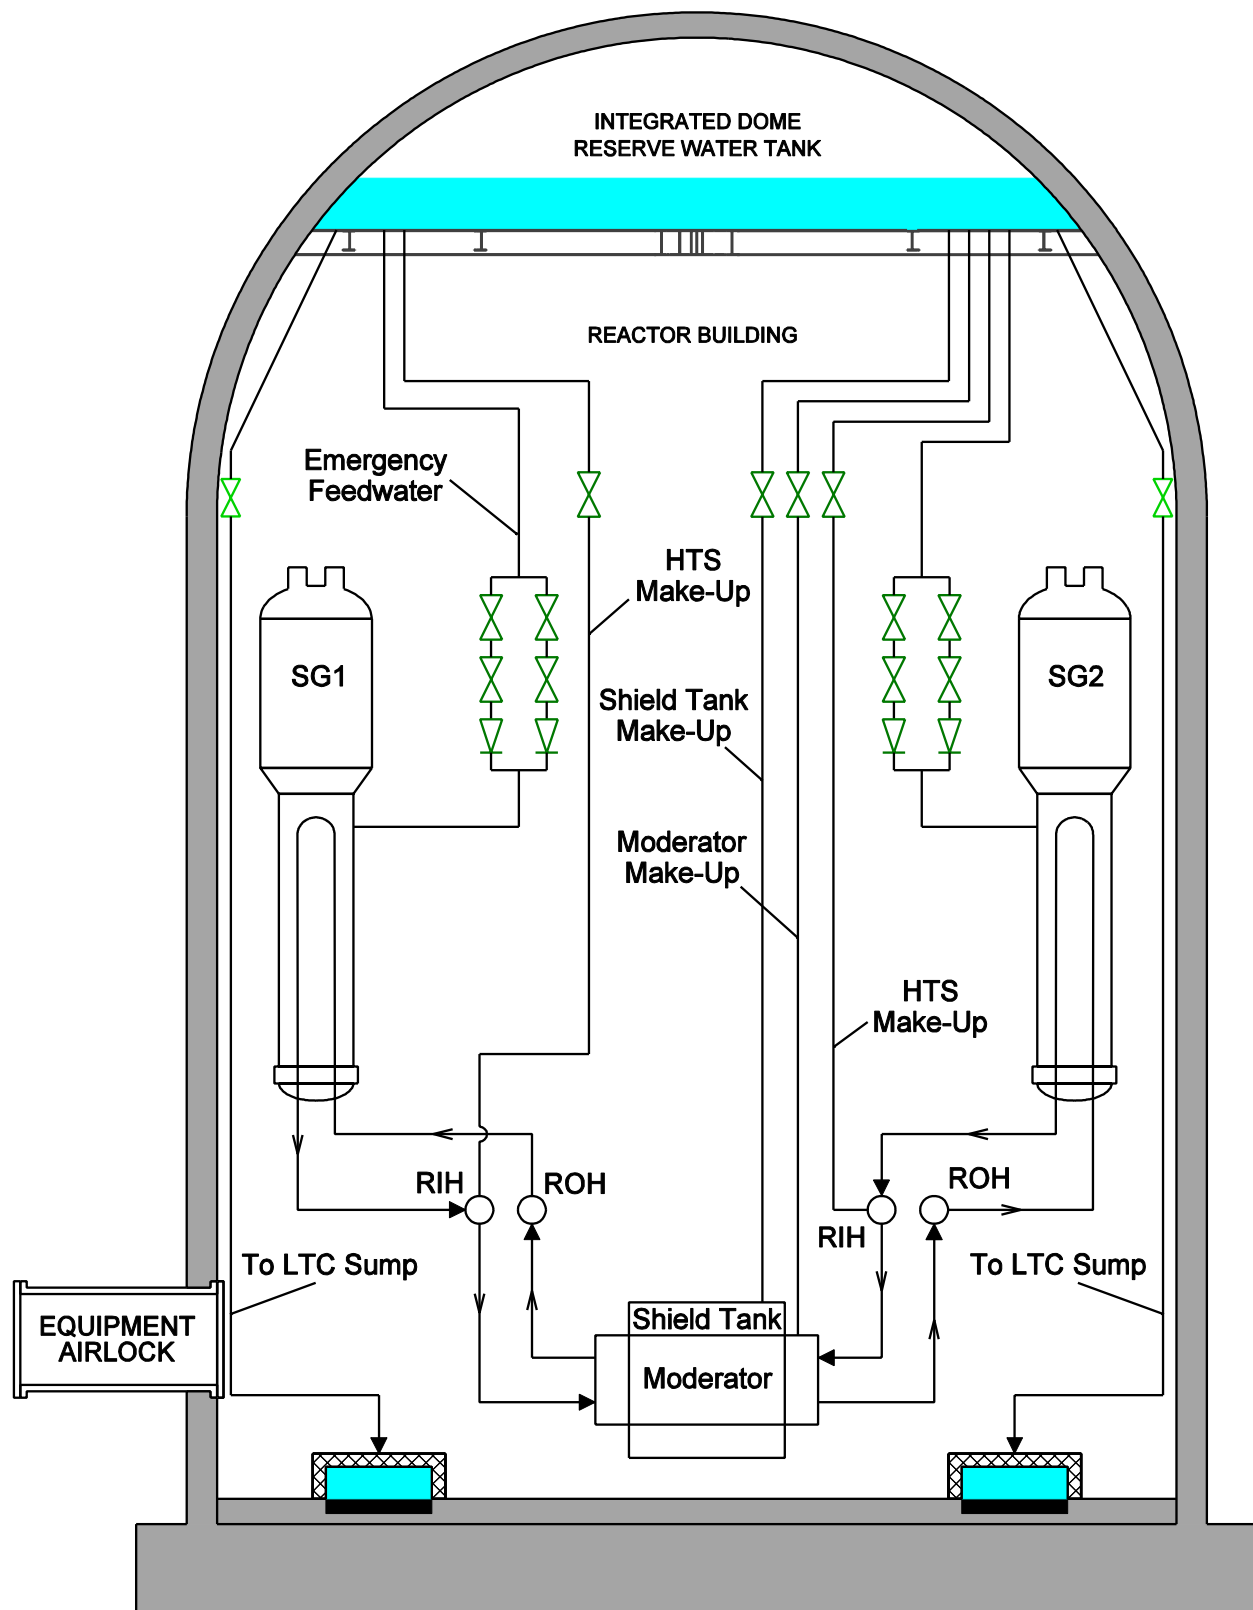 INTEGRATED DOME
RESERVE WATER TANK
REACTOR BUILDING
Emergency
Feedwater
HTS
Make-Up
SG1
SG2
Shield Tank
Make-Up
Moderator
Make-Up
HTS
Make-Up
RIH
ROH
ROH
RIH
To LTC Sump
To LTC Sump
EQUIPMENT
AIRLOCK
Shield Tank
Moderator